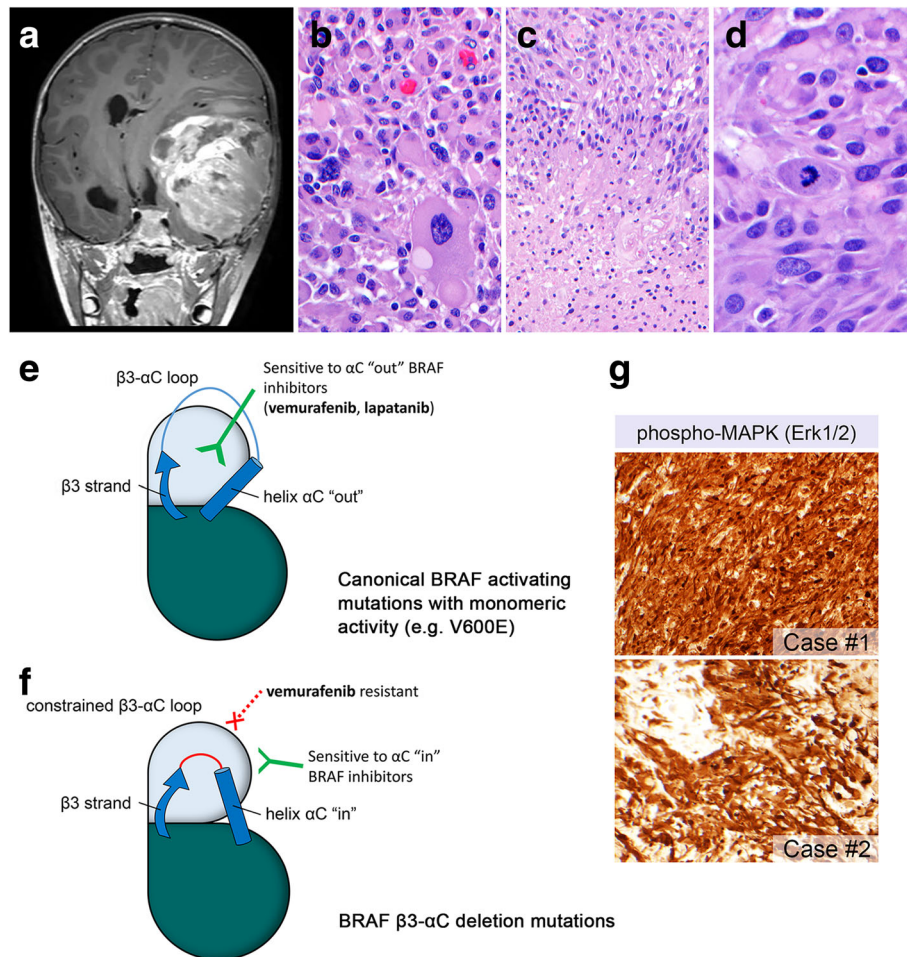 a
b
c
d
e
β3-αC loop
Sensitive to αC “out” BRAF
inhibitors
(vemurafenib, lapatanib)
β3 strand
helix αC “out”
Canonical BRAF activating
mutations with monomeric
activity (e.g. V600E)
f
constrained β3-αC loop
vemurafenib resistant
Sensitive to αC “in”
BRAF inhibitors
β3 strand
helix αC “in”
BRAF β3-αC deletion mutations
g
phospho-MAPK (Erk1/2)
Case #1
Case #2